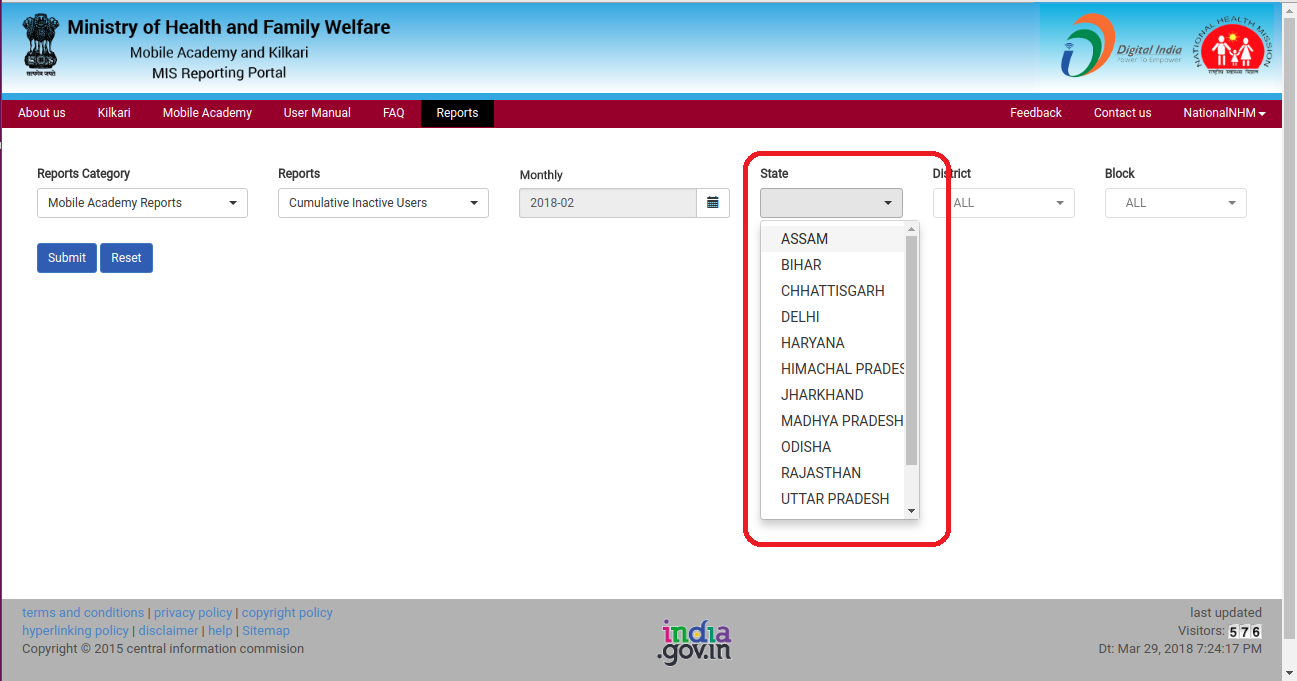 Ministry of Health and Family Welfare
Mobile Academy and Kilkari
MIS Reporting Portal
सत्यमेव जयते
Digital India
Power To Empower
NATIONAL HEALTH MISSION
राष्ट्रीय स्वास्थ्य मिशन
About us Kilkari Mobile Academy User Manual FAQ Reports Feedback Contact us NationalNHM
Reports Category Reports Monthly State District Block
Mobile Academy Reports Cumulative Inactive Users 2018-02 ALL ALL
Submit Reset
ASSAM
BIHAR
CHHATTISGARH
DELHI
HARYANA
HIMACHAL PRADES
JHARKHAND
MADHYA PRADESH
ODISHA
RAJASTHAN
UTTAR PRADESH
terms and conditions | privacy policy | copyright policy
hyperlinking policy | disclaimer | help | Sitemap
Copyright © 2015 central information commision
india
.gov.in
last updated
Visitors: 576
Dt: Mar 29, 2018 7:24:17 PM